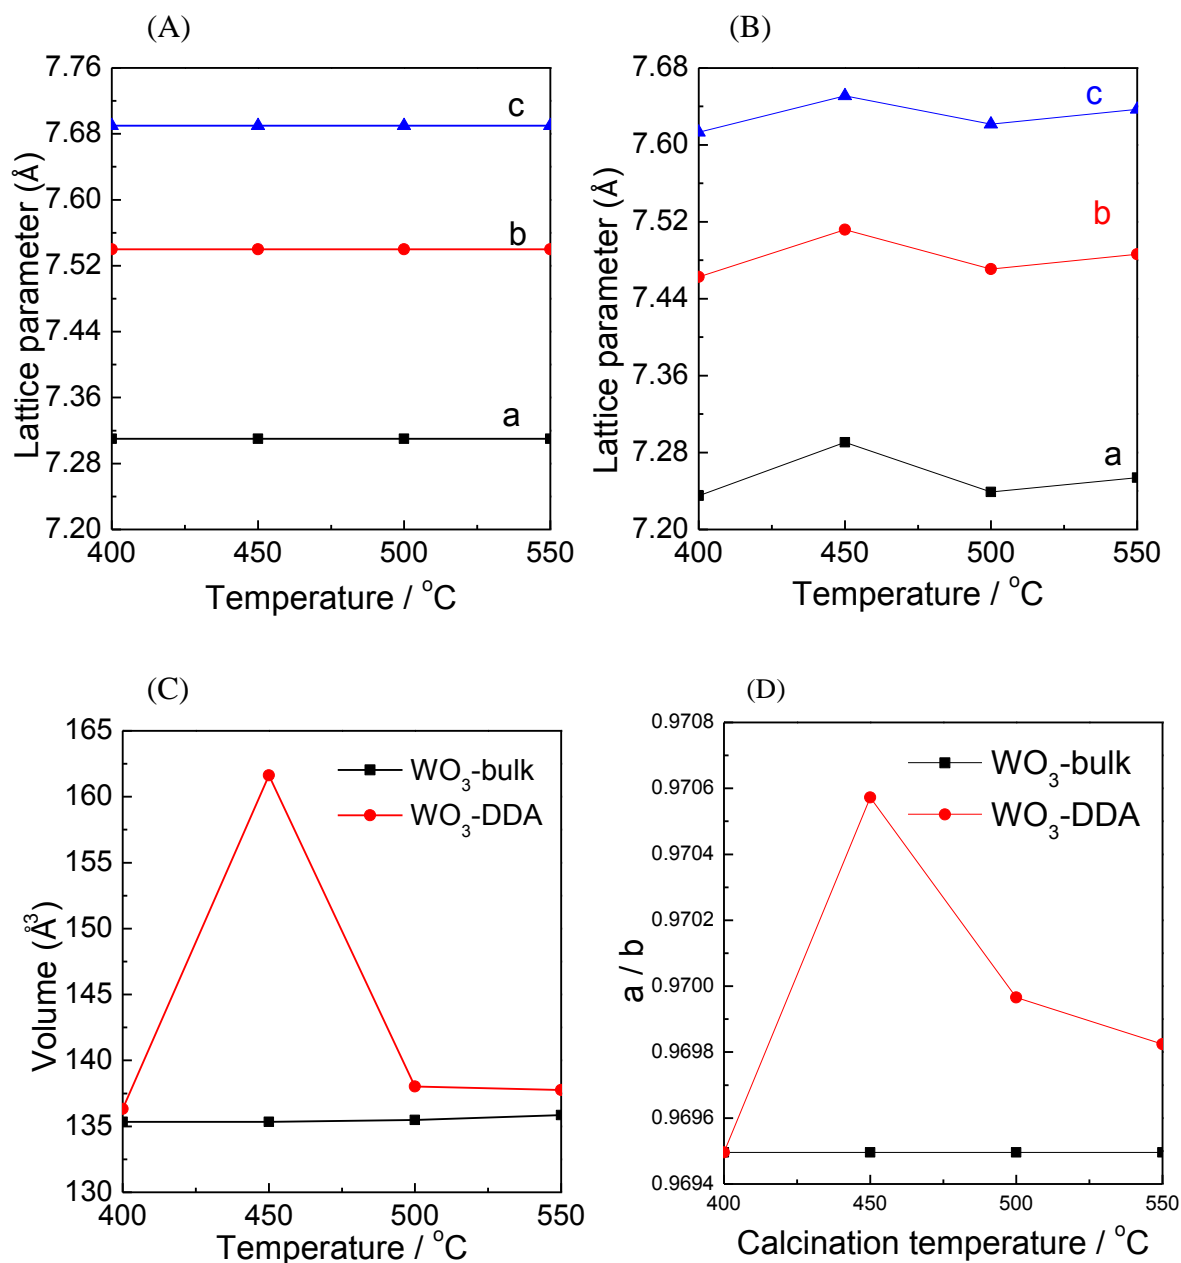 (A)
7.76
7.68
7.60
7.52
7.44
7.36
7.28
7.20
Lattice parameter (Å)
c
b
a
400 450 500 550
Temperature / °C
(B)
7.68
7.60
7.52
7.44
7.36
7.28
7.20
Lattice parameter (Å)
c
b
a
400 450 500 550
Temperature / °C
(C)
165
160
155
150
145
140
135
130
Volume (Å³)
WO₃-bulk
WO₃-DDA
400 450 500 550
Temperature / °C
(D)
0.9708
0.9706
0.9704
0.9702
0.9700
0.9698
0.9696
0.9694
a / b
WO₃-bulk
WO₃-DDA
400 450 500 550
Calcination temperature / °C